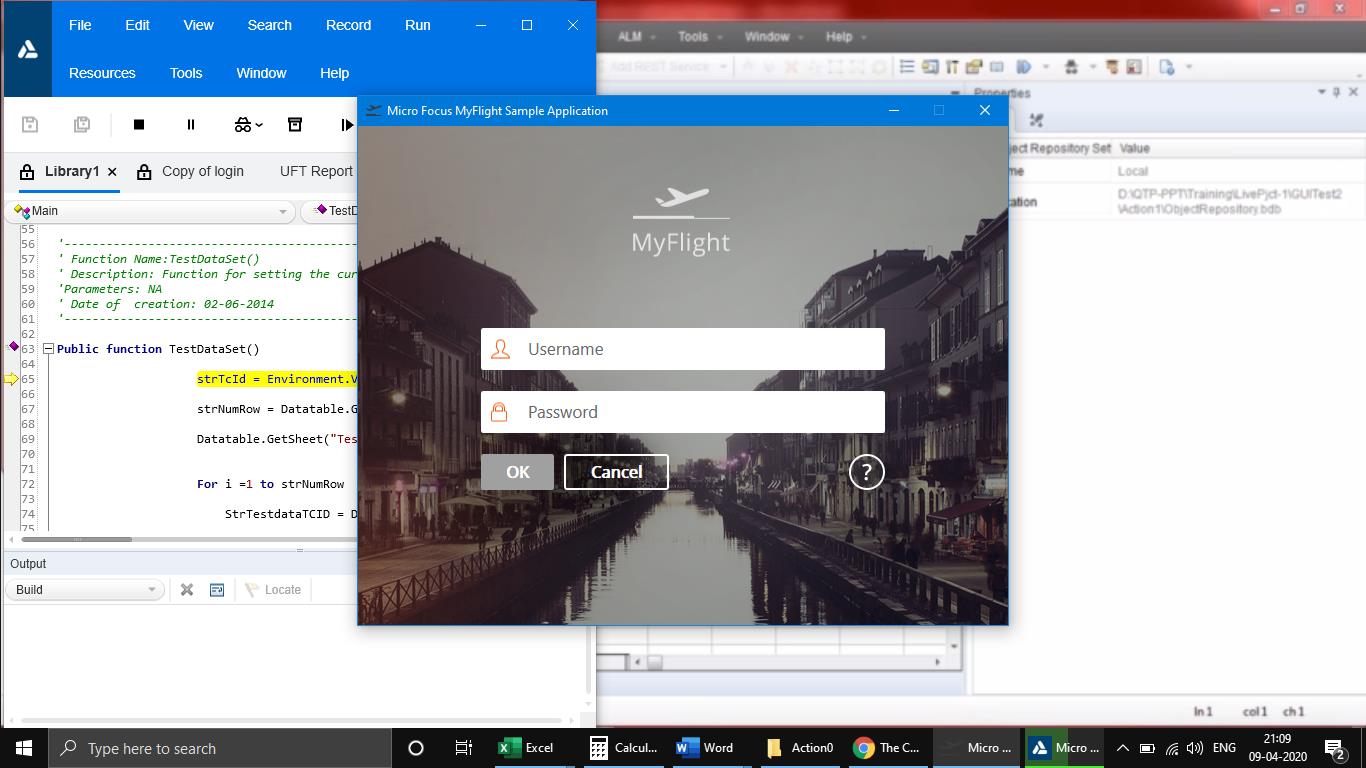 File Edit View Search Record Run
Resources Tools Window Help
ALM Tools Window Help
Add REST Service
Properties
Micro Focus MyFlight Sample Application
Library1 Copy of login UFT Report
Main TestD
ject Repository Set Value
me Local
ation D:\QTP-PPT\Training\LivePjct-1\GUITest2
\Action1\ObjectRepository.bdb
MyFlight
Username
Password
OK Cancel ?
55
56 '------------------------------------------
57 ' Function Name:TestDataSet()
58 ' Description: Function for setting the cur
59 'Parameters: NA
60 ' Date of  creation: 02-06-2014
61 '------------------------------------------
62
63 Public function TestDataSet()
64
65 strTcId = Environment.V
66
67 strNumRow = Datatable.G
68
69 Datatable.GetSheet("Tes
70
71
72 For i =1 to strNumRow
73
74 StrTestdataTCID = D
75
Output
Build Locate
ln 1 col 1 ch 1
Type here to search Excel Calcul... Word Action0 The C... Micro ... Micro ... ENG 21:09
09-04-2020 2